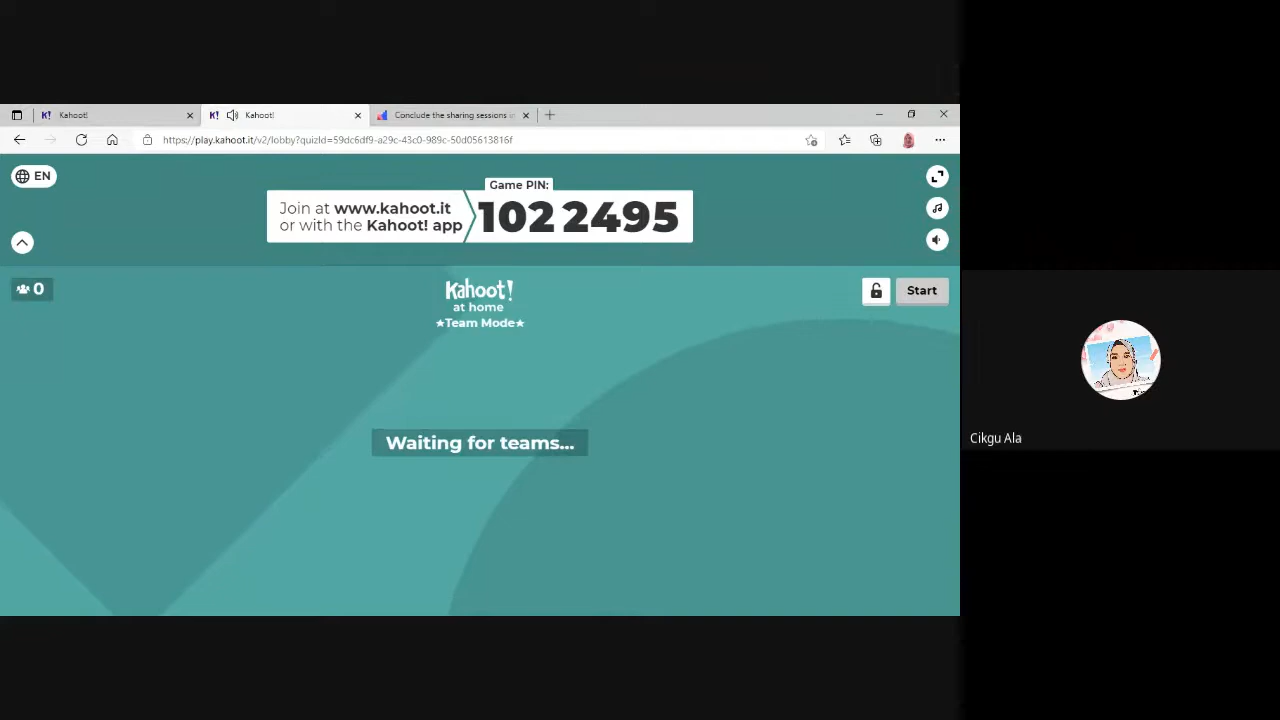 Kahoot!
Kahoot!
Conclude the sharing sessions i
https://play.kahoot.it/v2/lobby?quizId=59dc6df9-a29c-43c0-989c-50d05613816f
EN
Game PIN:
Join at www.kahoot.it
or with the Kahoot! app
102 2495
0
Kahoot!
at home
★Team Mode★
Start
Waiting for teams...
Cikgu Ala